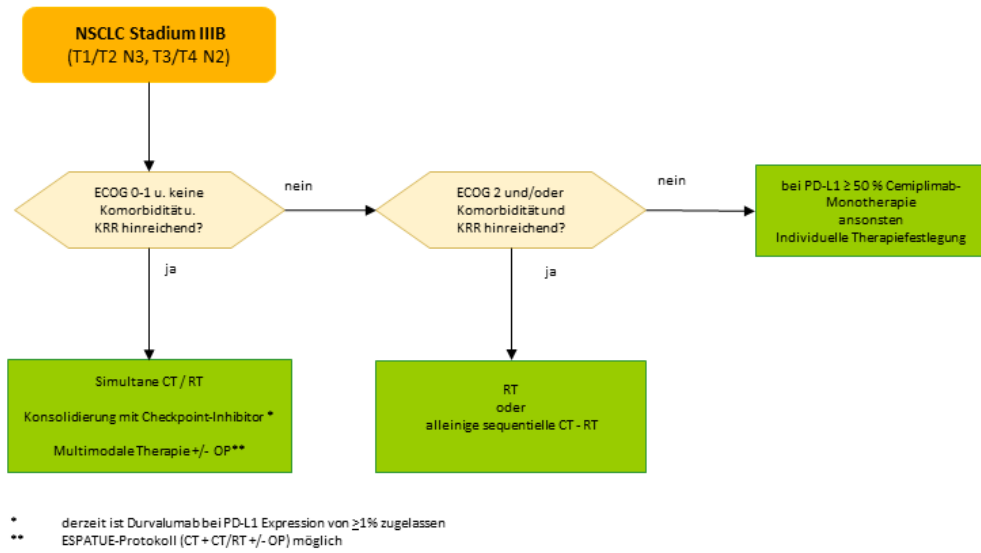 NSCLC Stadium IIIB
(T1/T2 N3, T3/T4 N2)
ECOG 0-1 u. keine
Komorbidität u.
KRR hinreichend?
nein
ECOG 2 und/oder
Komorbidität und
KRR hinreichend?
nein
bei PD-L1 ≥ 50 % Cemiplimab-
Monotherapie
ansonsten
Individuelle Therapiefestlegung
ja
ja
Simultane CT / RT
Konsolidierung mit Checkpoint-Inhibitor *
Multimodale Therapie +/- OP**
RT
oder
alleinige sequentielle CT - RT
* derzeit ist Durvalumab bei PD-L1 Expression von ≥1% zugelassen
** ESPATUE-Protokoll (CT + CT/RT +/- OP) möglich